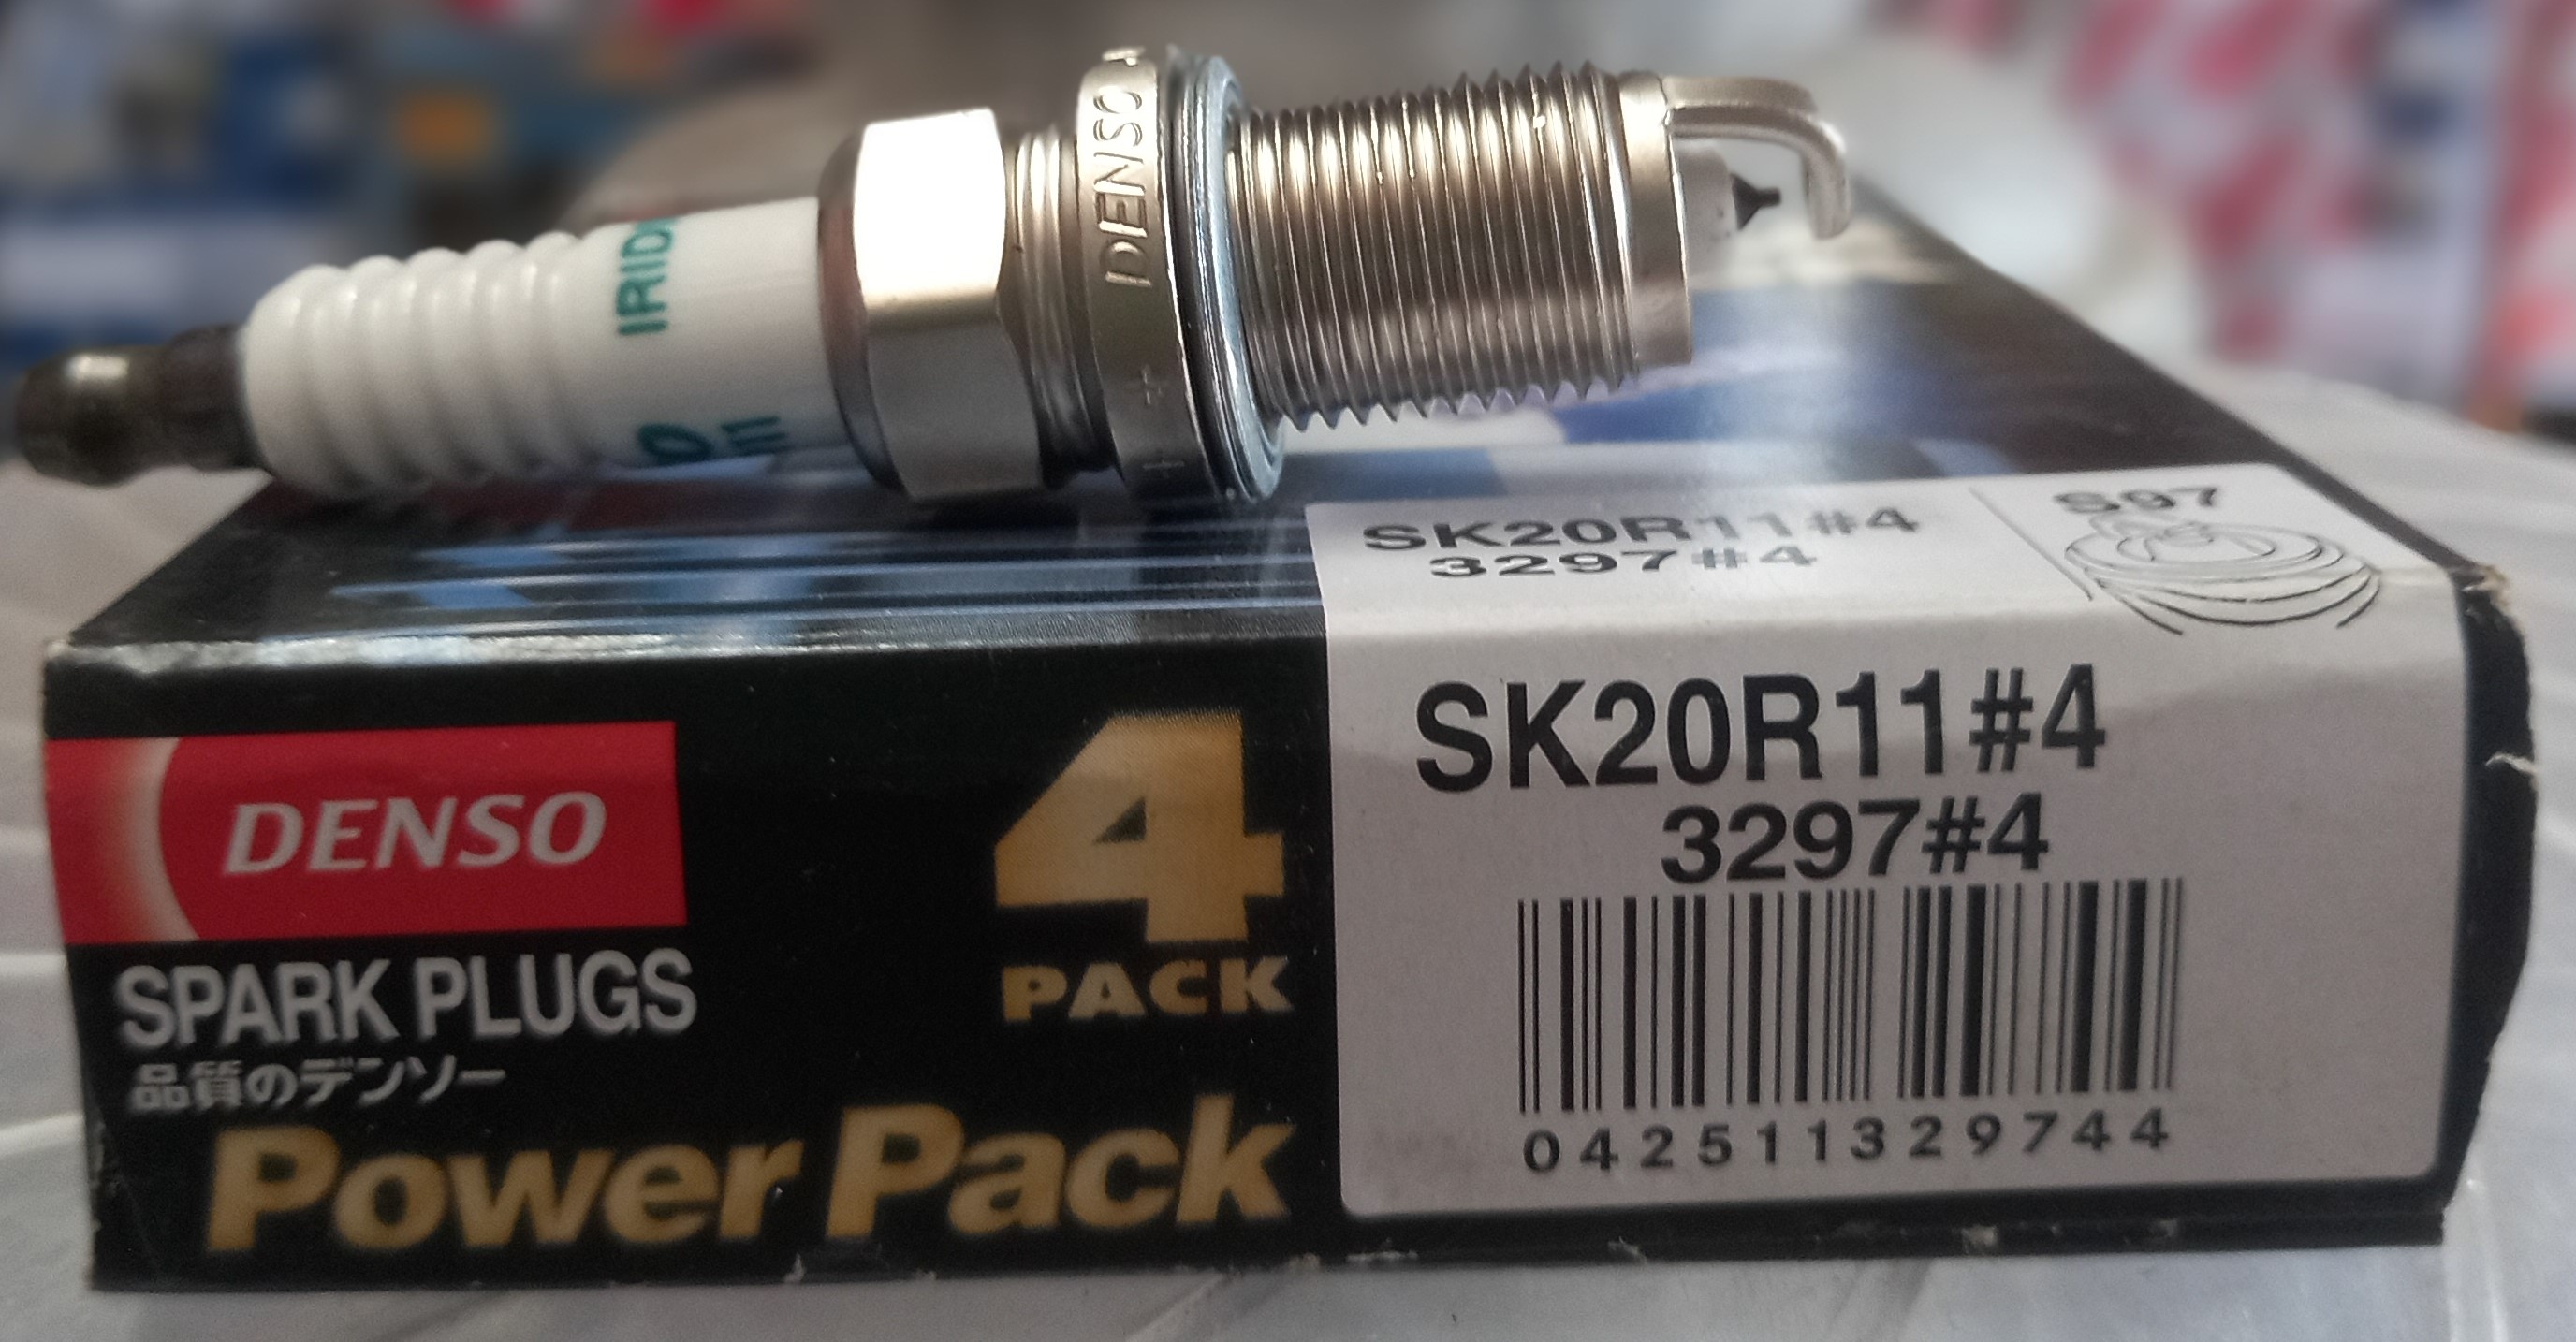 DENSO
IRID
SK20R11#4
3297#4
S97
SK20R11#4
3297#4
042511329744
DENSO
SPARK PLUGS
品質のデンソー
4
PACK
Power Pack